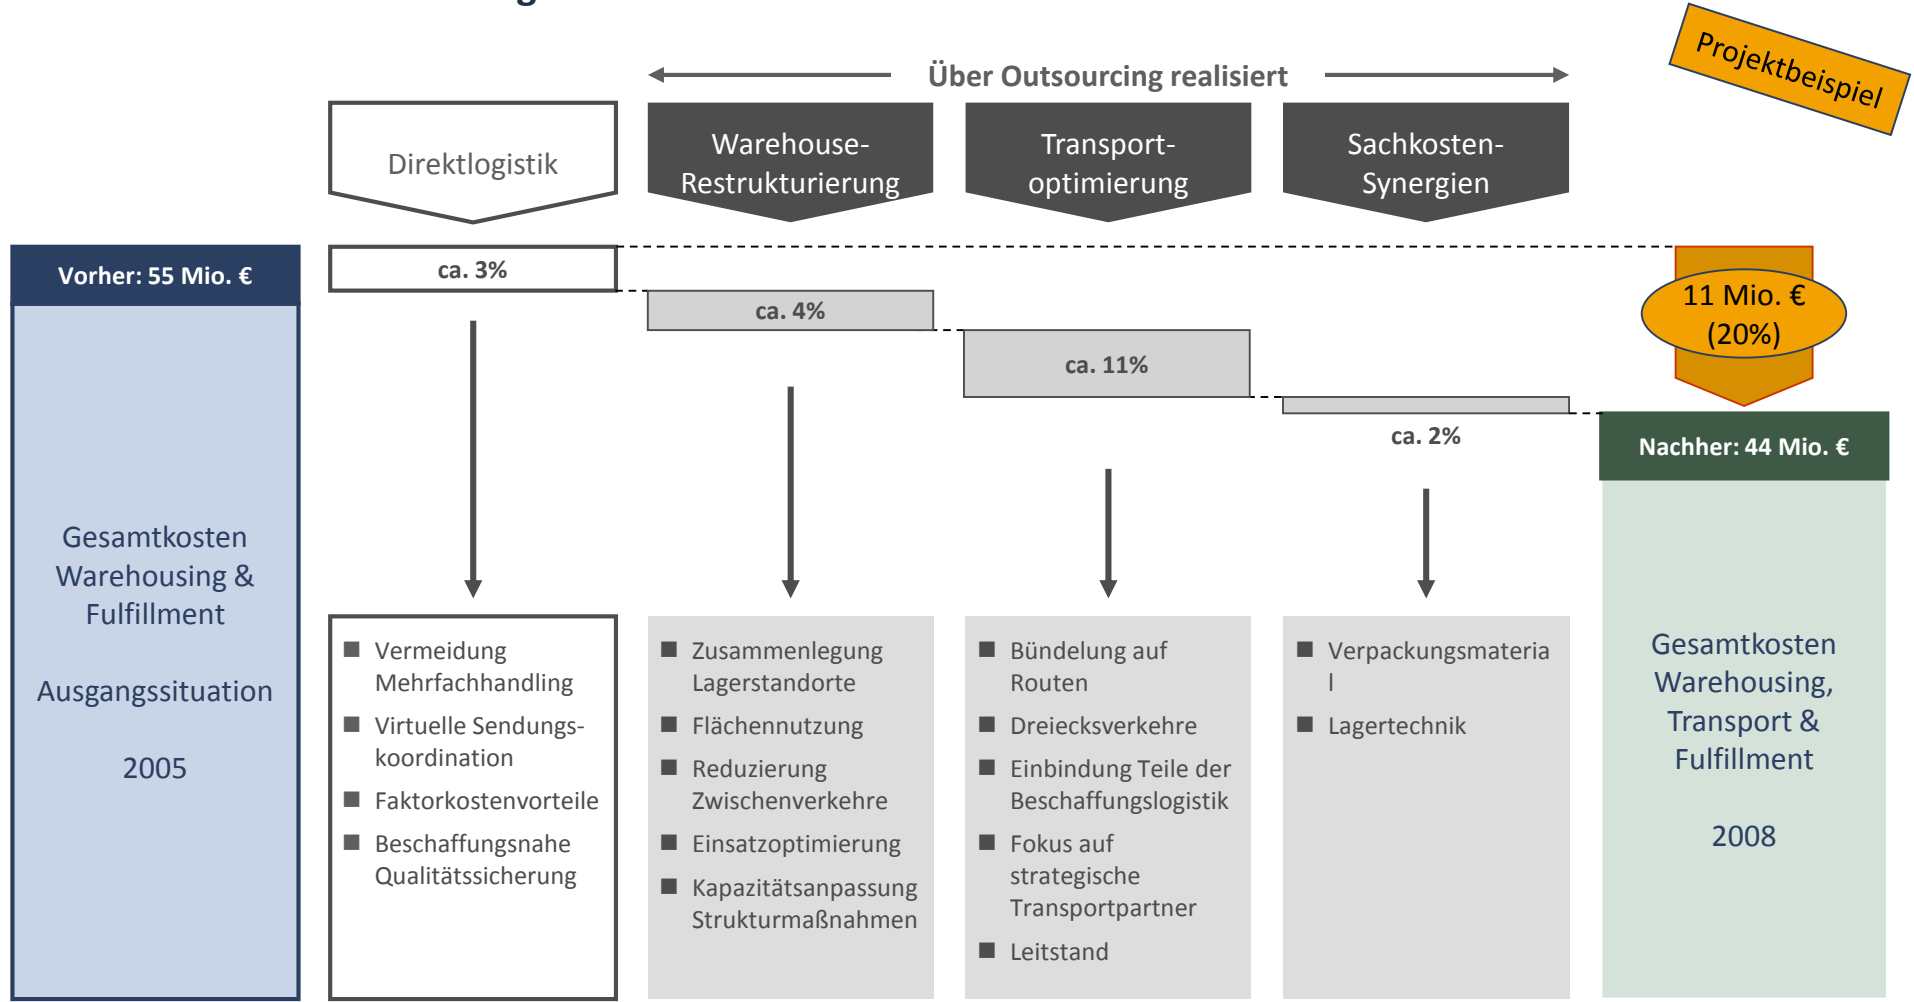 Projektbeispiel
Über Outsourcing realisiert
Direktlogistik
Warehouse-
Restrukturierung
Transport-
optimierung
Sachkosten-
Synergien
Vorher: 55 Mio. €
ca. 3%
ca. 4%
ca. 11%
ca. 2%
11 Mio. €
(20%)
Nachher: 44 Mio. €
Gesamtkosten
Warehousing &
Fulfillment
Ausgangssituation
2005
Vermeidung
Mehrfachhandling
Virtuelle Sendungs-
koordination
Faktorkostenvorteile
Beschaffungsnahe
Qualitätssicherung
Zusammenlegung
Lagerstandorte
Flächennutzung
Reduzierung
Zwischenverkehre
Einsatzoptimierung
Kapazitätsanpassung
Strukturmaßnahmen
Bündelung auf
Routen
Dreiecksverkehre
Einbindung Teile der
Beschaffungslogistik
Fokus auf
strategische
Transportpartner
Leitstand
Verpackungsmateria
l
Lagertechnik
Gesamtkosten
Warehousing,
Transport &
Fulfillment
2008